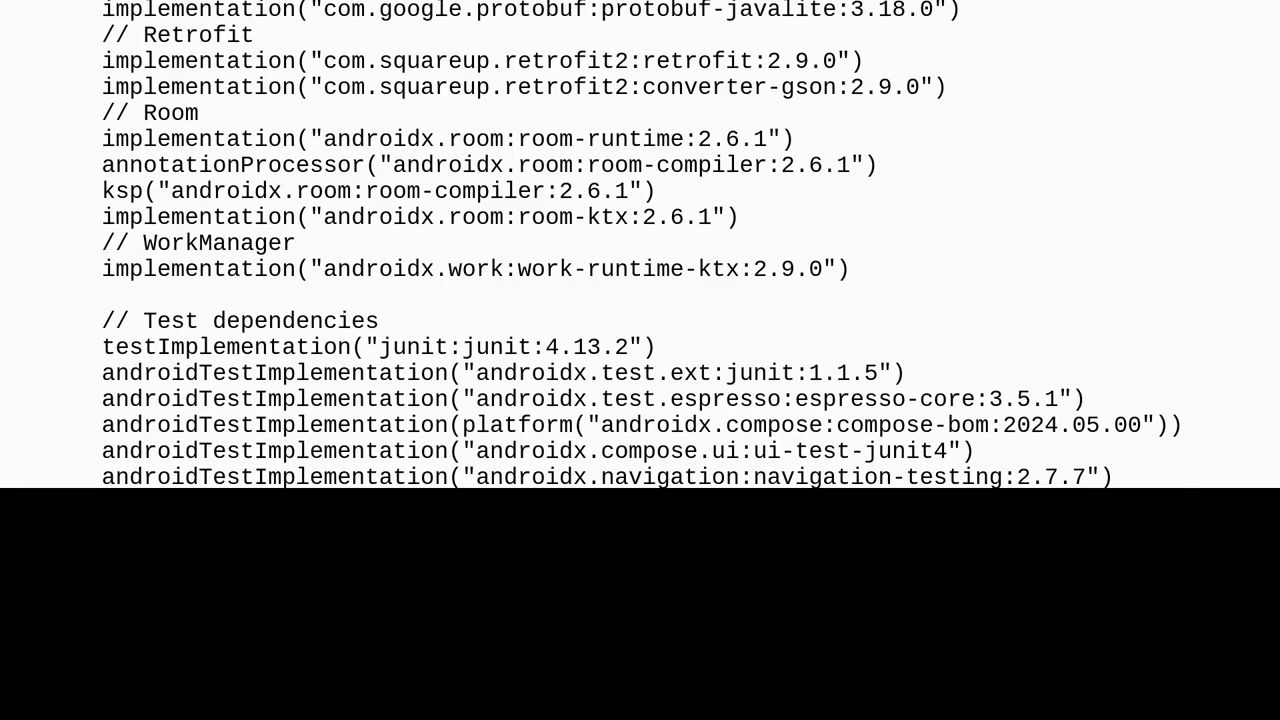 implementation("com.google.protobuf:protobuf-javalite:3.18.0")
// Retrofit
implementation("com.squareup.retrofit2:retrofit:2.9.0")
implementation("com.squareup.retrofit2:converter-gson:2.9.0")
// Room
implementation("androidx.room:room-runtime:2.6.1")
annotationProcessor("androidx.room:room-compiler:2.6.1")
ksp("androidx.room:room-compiler:2.6.1")
implementation("androidx.room:room-ktx:2.6.1")
// WorkManager
implementation("androidx.work:work-runtime-ktx:2.9.0")
// Test dependencies
testImplementation("junit:junit:4.13.2")
androidTestImplementation("androidx.test.ext:junit:1.1.5")
androidTestImplementation("androidx.test.espresso:espresso-core:3.5.1")
androidTestImplementation(platform("androidx.compose:compose-bom:2024.05.00"))
androidTestImplementation("androidx.compose.ui:ui-test-junit4")
androidTestImplementation("androidx.navigation:navigation-testing:2.7.7")